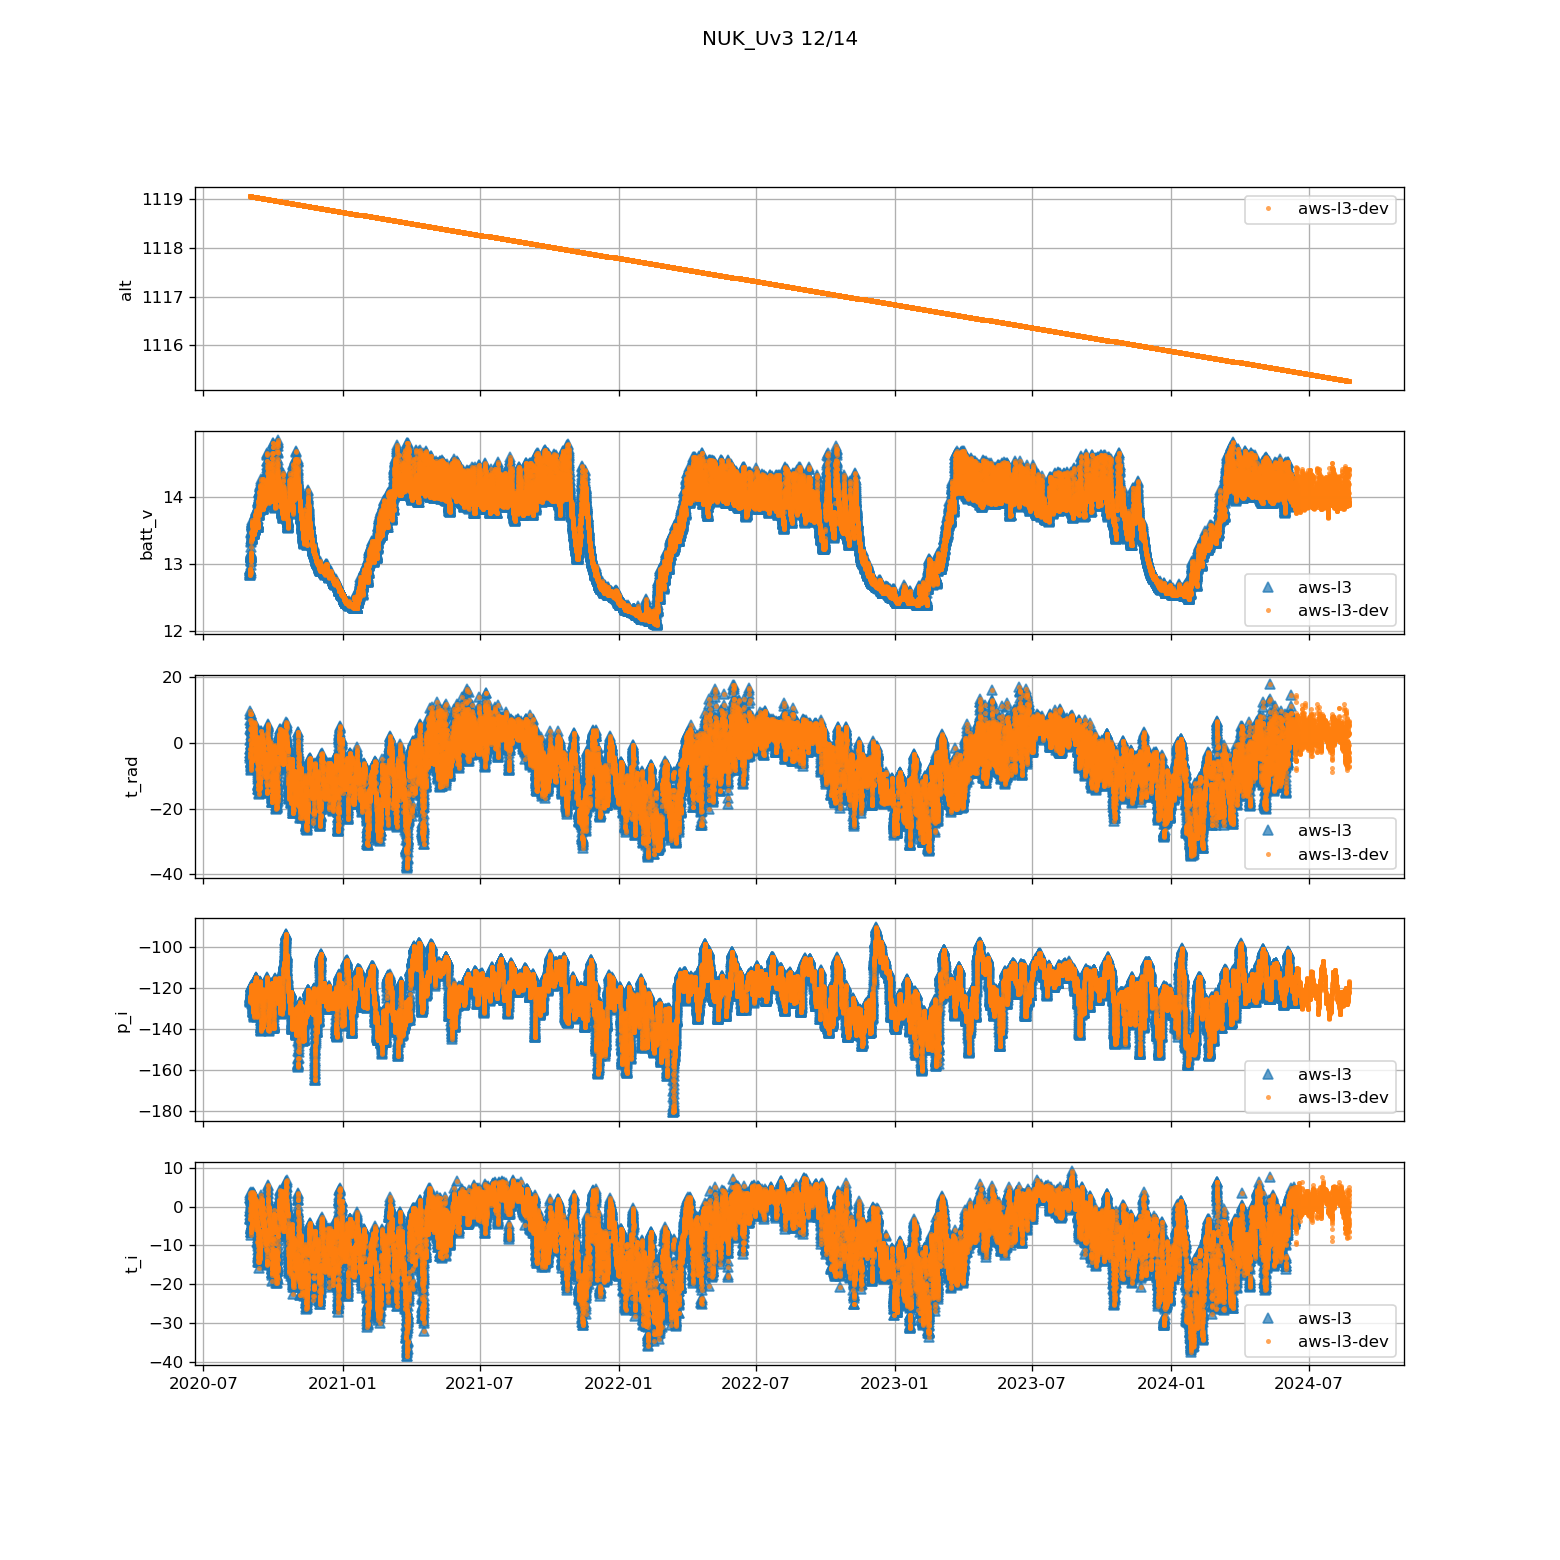 NUK_Uv3 12/14
1119
1118
1117
1116
alt
aws-l3-dev
14
13
12
batt_v
aws-l3
aws-l3-dev
20
0
−20
−40
t_rad
aws-l3
aws-l3-dev
−100
−120
−140
−160
−180
p_i
aws-l3
aws-l3-dev
10
0
−10
−20
−30
−40
t_i
aws-l3
aws-l3-dev
2020-07 2021-01 2021-07 2022-01 2022-07 2023-01 2023-07 2024-01 2024-07